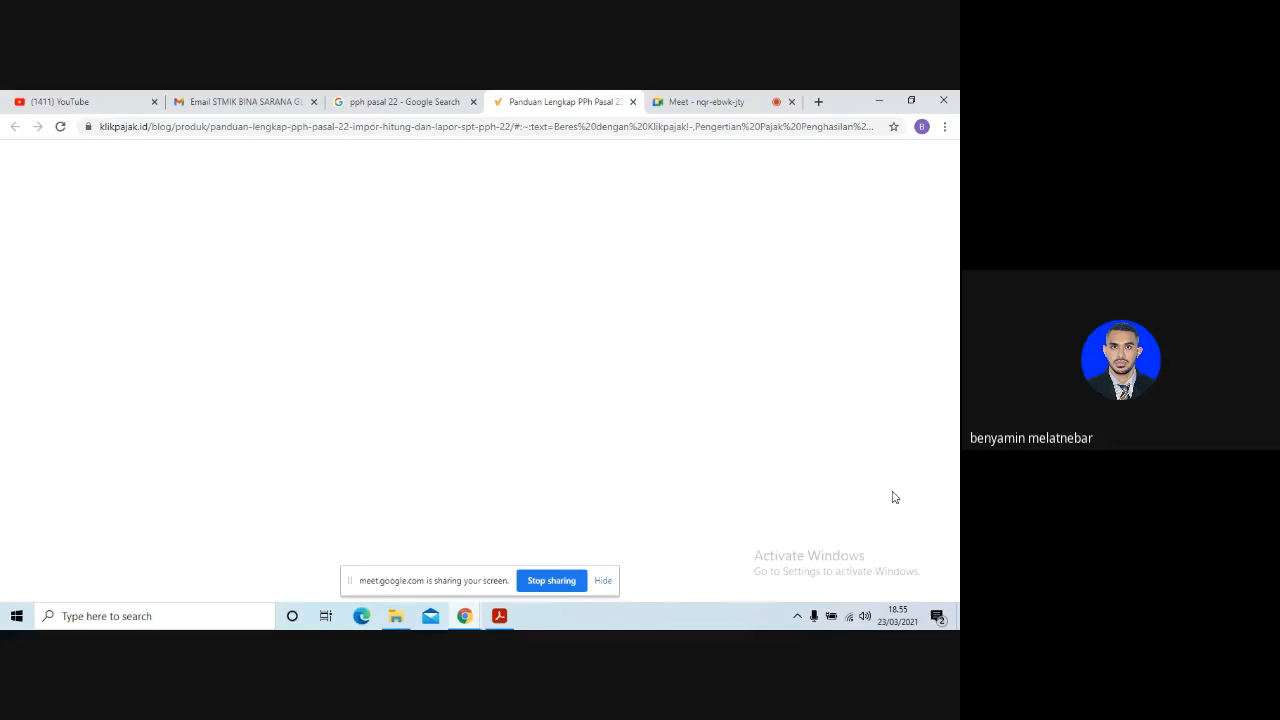 (1411) YouTube
Email STMIK BINA SARANA GL
pph pasal 22 - Google Search
Panduan Lengkap PPh Pasal 22
Meet - nqr-ebwk-jty
klikpajak.id/blog/produk/panduan-lengkap-pph-pasal-22-impor-hitung-dan-lapor-spt-pph-22/#:~:text=Beres%20dengan%20Klikpajak!-,Pengertian%20Pajak%20Penghasilan%2...
B
benyamin melatnebar
Activate Windows
Go to Settings to activate Windows.
meet.google.com is sharing your screen.
Stop sharing
Hide
Type here to search
18.55
23/03/2021
2